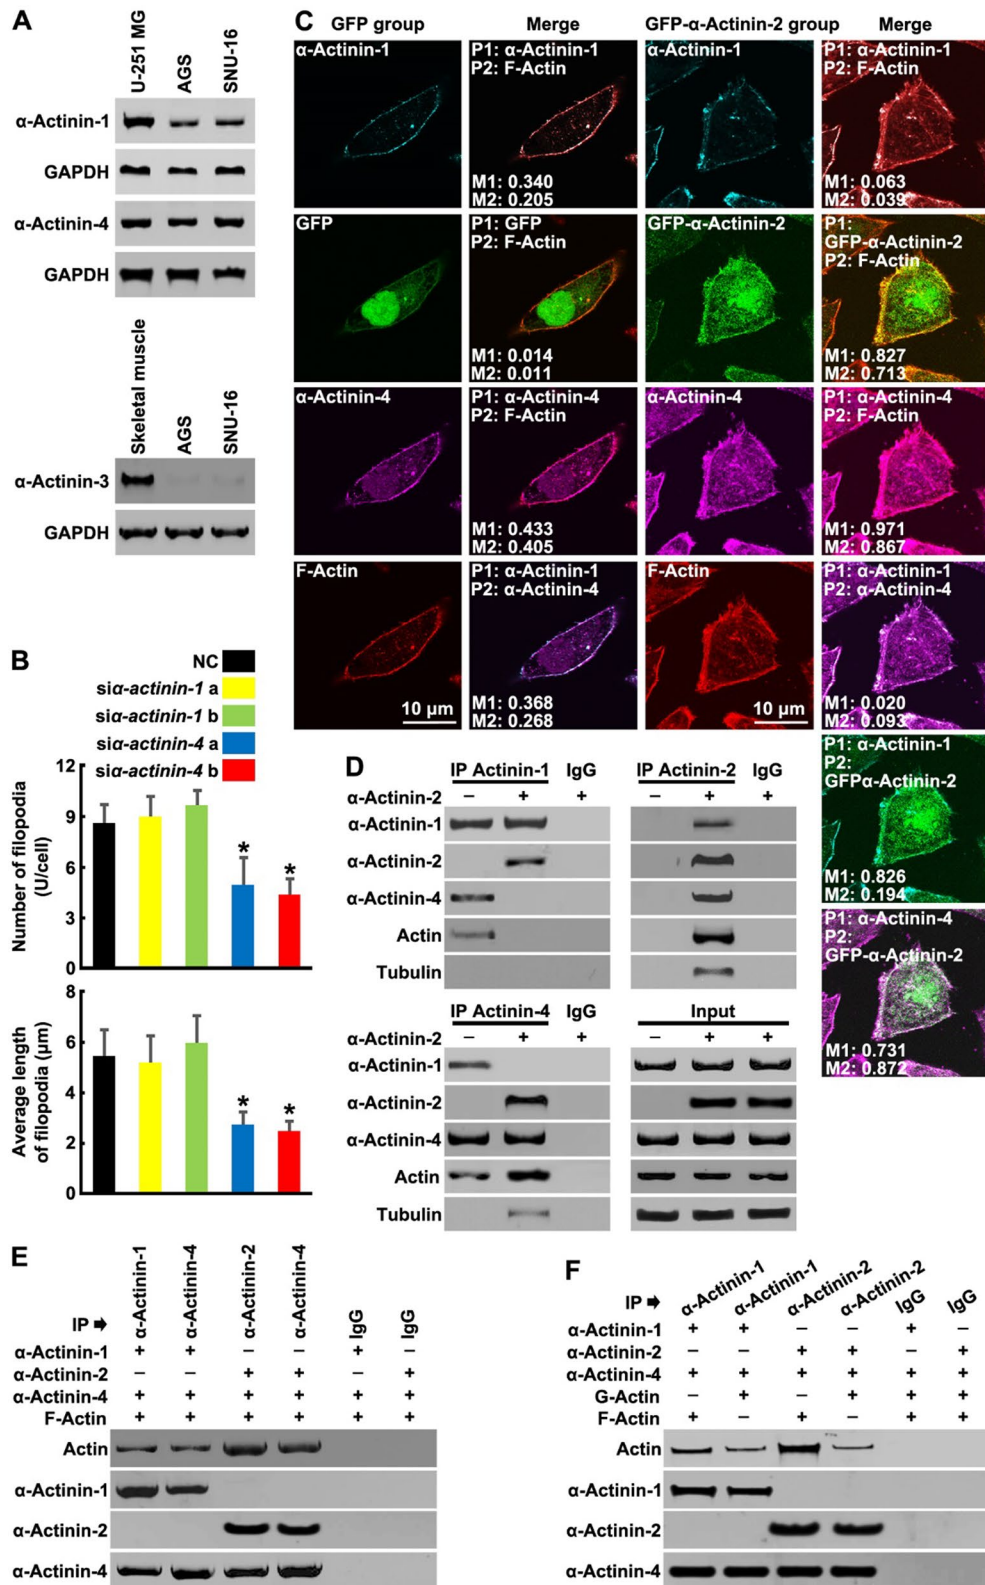 A
U-251 MG
AGS
SNU-16
α-Actinin-1
GAPDH
α-Actinin-4
GAPDH
Skeletal muscle
AGS
SNU-16
α-Actinin-3
GAPDH
B
NC
siα-actinin-1 a
siα-actinin-1 b
siα-actinin-4 a
siα-actinin-4 b
Number of filopodia
(U/cell)
12
9
6
3
0
* *
Average length
of filopodia (μm)
8
6
4
2
0
* *
C
GFP group Merge GFP-α-Actinin-2 group Merge
α-Actinin-1
P1: α-Actinin-1
P2: F-Actin
M1: 0.340
M2: 0.205
α-Actinin-1
P1: α-Actinin-1
P2: F-Actin
M1: 0.063
M2: 0.039
GFP
P1: GFP
P2: F-Actin
M1: 0.014
M2: 0.011
GFP-α-Actinin-2
P1:
GFP-α-Actinin-2
P2: F-Actin
M1: 0.827
M2: 0.713
α-Actinin-4
P1: α-Actinin-4
P2: F-Actin
M1: 0.433
M2: 0.405
α-Actinin-4
P1: α-Actinin-4
P2: F-Actin
M1: 0.971
M2: 0.867
F-Actin
10 μm
P1: α-Actinin-1
P2: α-Actinin-4
M1: 0.368
M2: 0.268
F-Actin
10 μm
P1: α-Actinin-1
P2: α-Actinin-4
M1: 0.020
M2: 0.093
P1: α-Actinin-1
P2:
GFPα-Actinin-2
M1: 0.826
M2: 0.194
P1: α-Actinin-4
P2:
GFP-α-Actinin-2
M1: 0.731
M2: 0.872
D
IP Actinin-1 IgG IP Actinin-2 IgG
α-Actinin-2 – + + – + +
α-Actinin-1
α-Actinin-2
α-Actinin-4
Actin
Tubulin
IP Actinin-4 IgG Input
α-Actinin-2 – + + – + +
α-Actinin-1
α-Actinin-2
α-Actinin-4
Actin
Tubulin
E
IP ➡ α-Actinin-1 α-Actinin-4 α-Actinin-2 α-Actinin-4 IgG IgG
α-Actinin-1 + + – – + –
α-Actinin-2 – – + + – +
α-Actinin-4 + + + + + +
F-Actin + + + + + +
Actin
α-Actinin-1
α-Actinin-2
α-Actinin-4
F
IP ➡ α-Actinin-1 α-Actinin-1 α-Actinin-2 α-Actinin-2 IgG IgG
α-Actinin-1 + + – – + –
α-Actinin-2 – – + + – +
α-Actinin-4 + + + + + +
G-Actin – + – + + +
F-Actin + – + – + +
Actin
α-Actinin-1
α-Actinin-2
α-Actinin-4